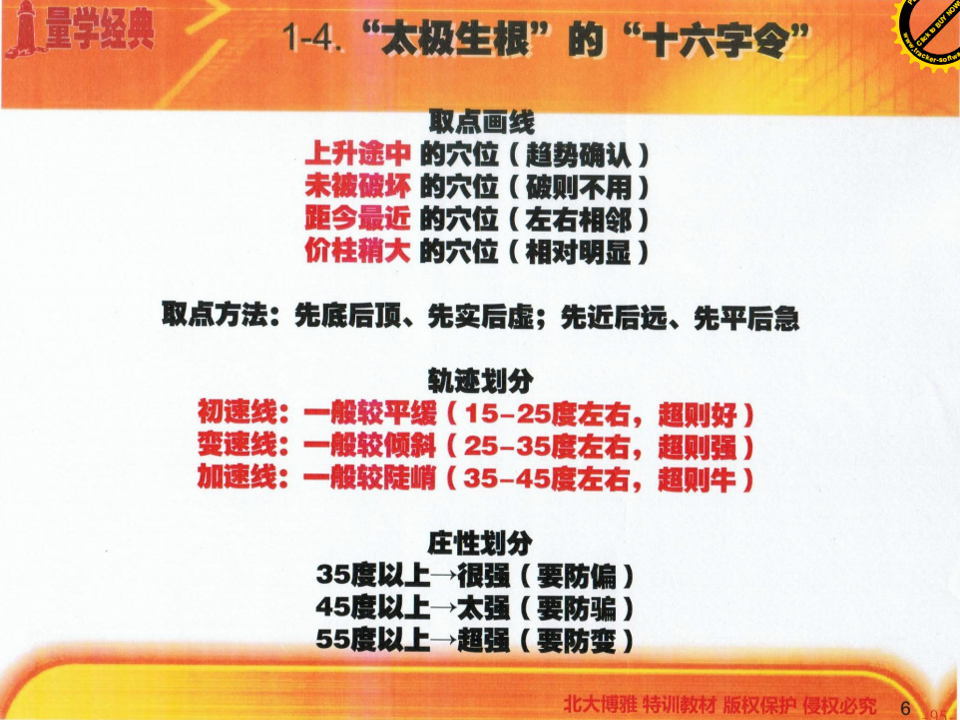 量学经典
1-4. “太极生根”的“十六字令”
Click to BUY NOW!
www.tracker-softw
取点画线
上升途中 的穴位（趋势确认）
未被破坏 的穴位（破则不用）
距今最近 的穴位（左右相邻）
价柱稍大 的穴位（相对明显）
取点方法：先底后顶、先实后虚；先近后远、先平后急
轨迹划分
初速线：一般较平缓（15-25度左右，超则好）
变速线：一般较倾斜（25-35度左右，超则强）
加速线：一般较陡峭（35-45度左右，超则牛）
庄性划分
35度以上→很强（要防偏）
45度以上→太强（要防骗）
55度以上→超强（要防变）
北大博雅 特训教材 版权保护 侵权必究
6
95